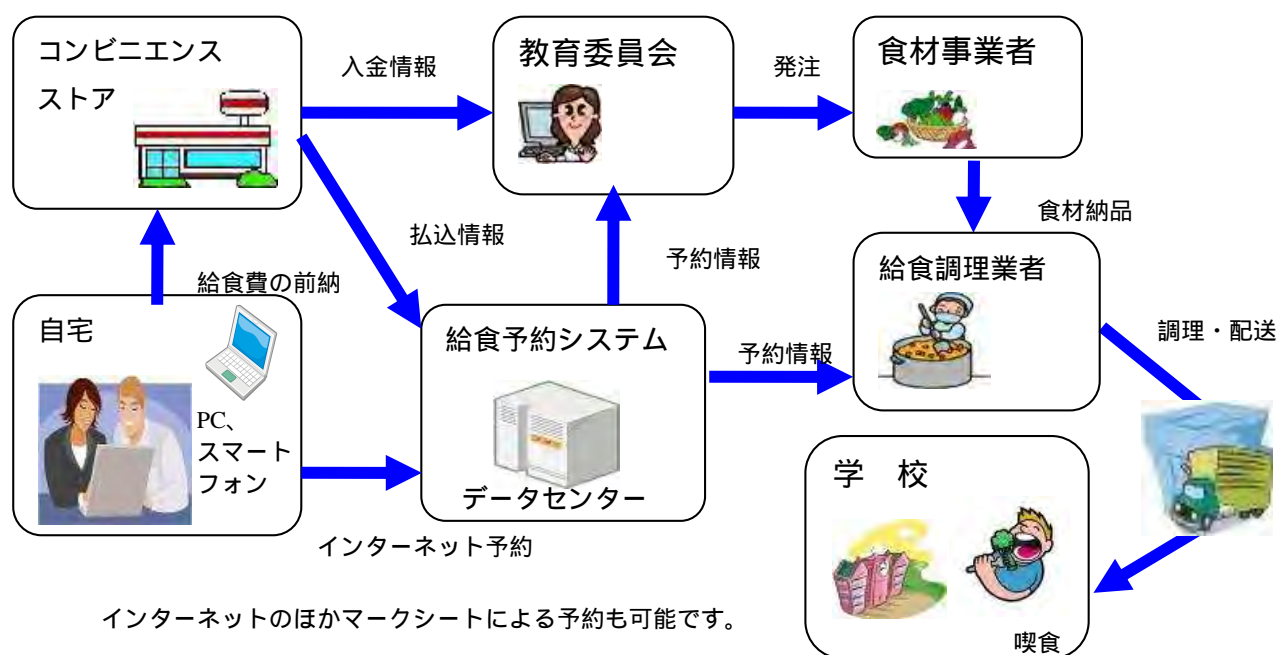 コンビニエンス
ストア
入金情報
教育委員会
発注
食材事業者
払込情報
予約情報
食材納品
給食費の前納
自宅
PC、
スマート
フォン
給食予約システム
データセンター
予約情報
給食調理業者
調理・配送
インターネット予約
学　校
喫食
インターネットのほかマークシートによる予約も可能です。